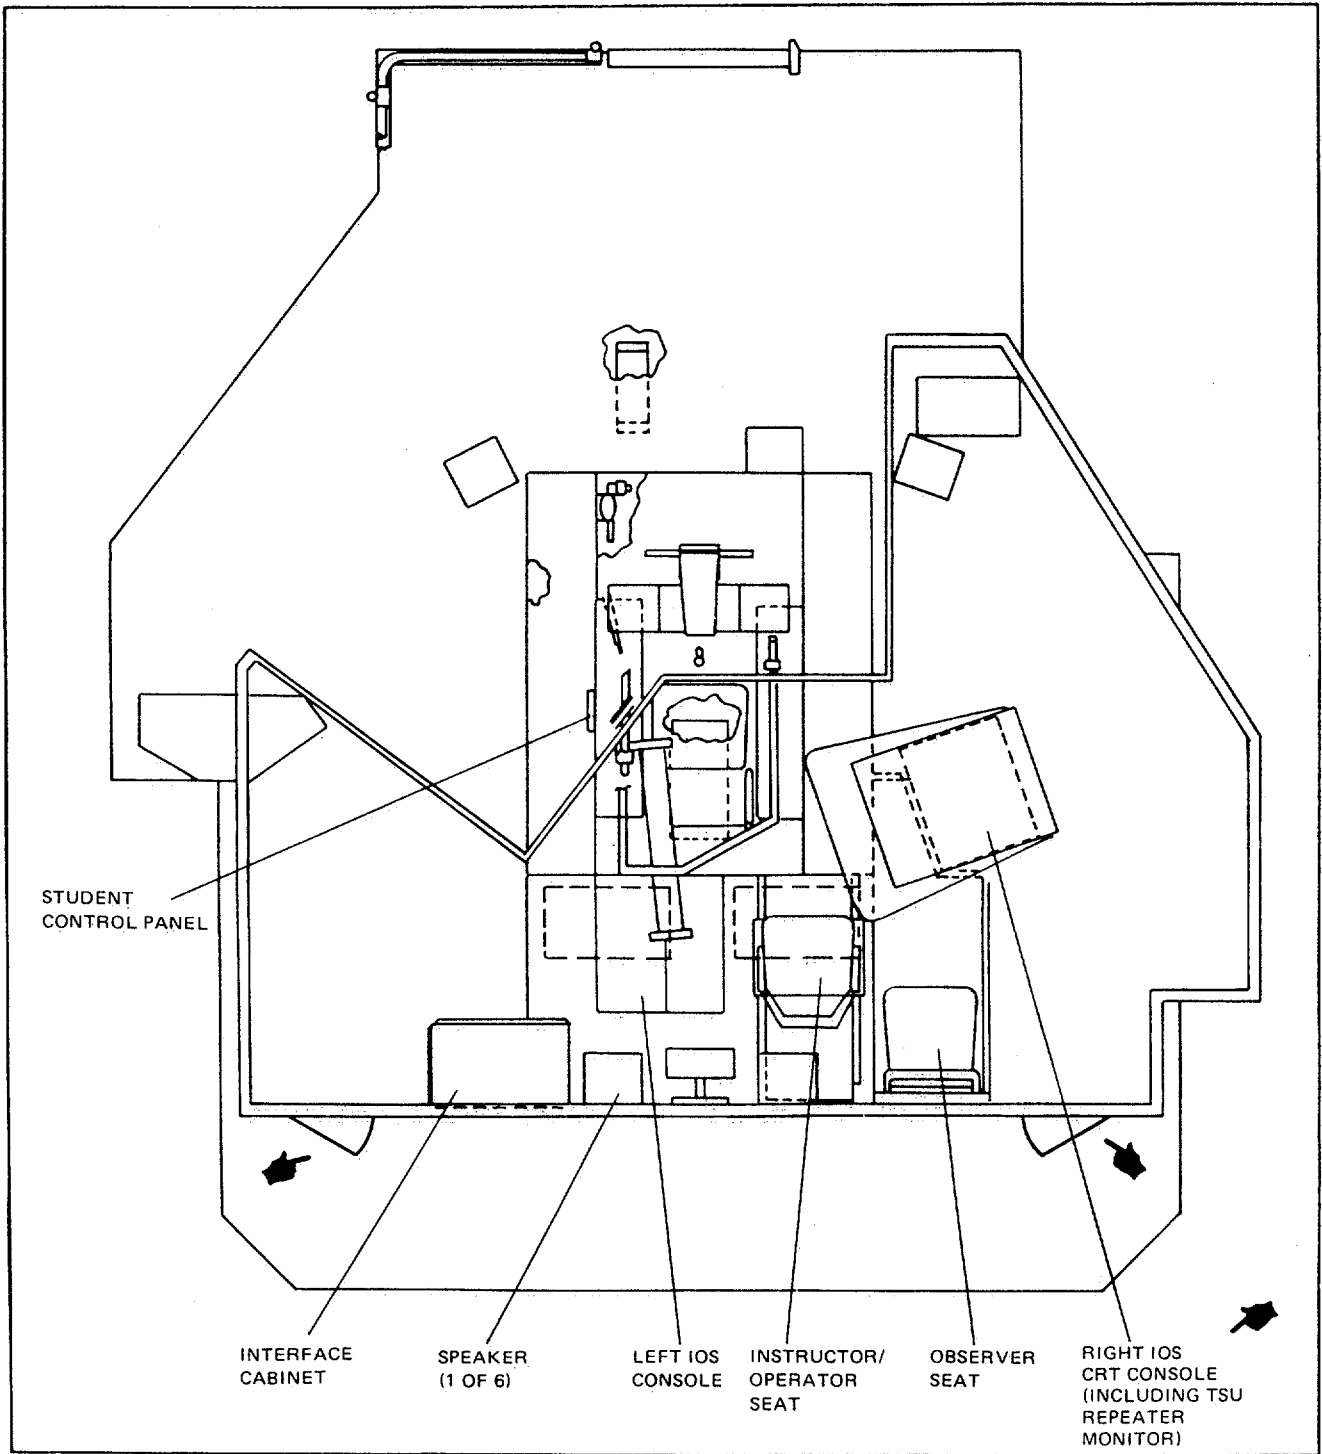 STUDENT
CONTROL PANEL
INTERFACE
CABINET
SPEAKER
(1 OF 6)
LEFT IOS
CONSOLE
INSTRUCTOR/
OPERATOR
SEAT
OBSERVER
SEAT
RIGHT IOS
CRT CONSOLE
(INCLUDING TSU
REPEATER
MONITOR)